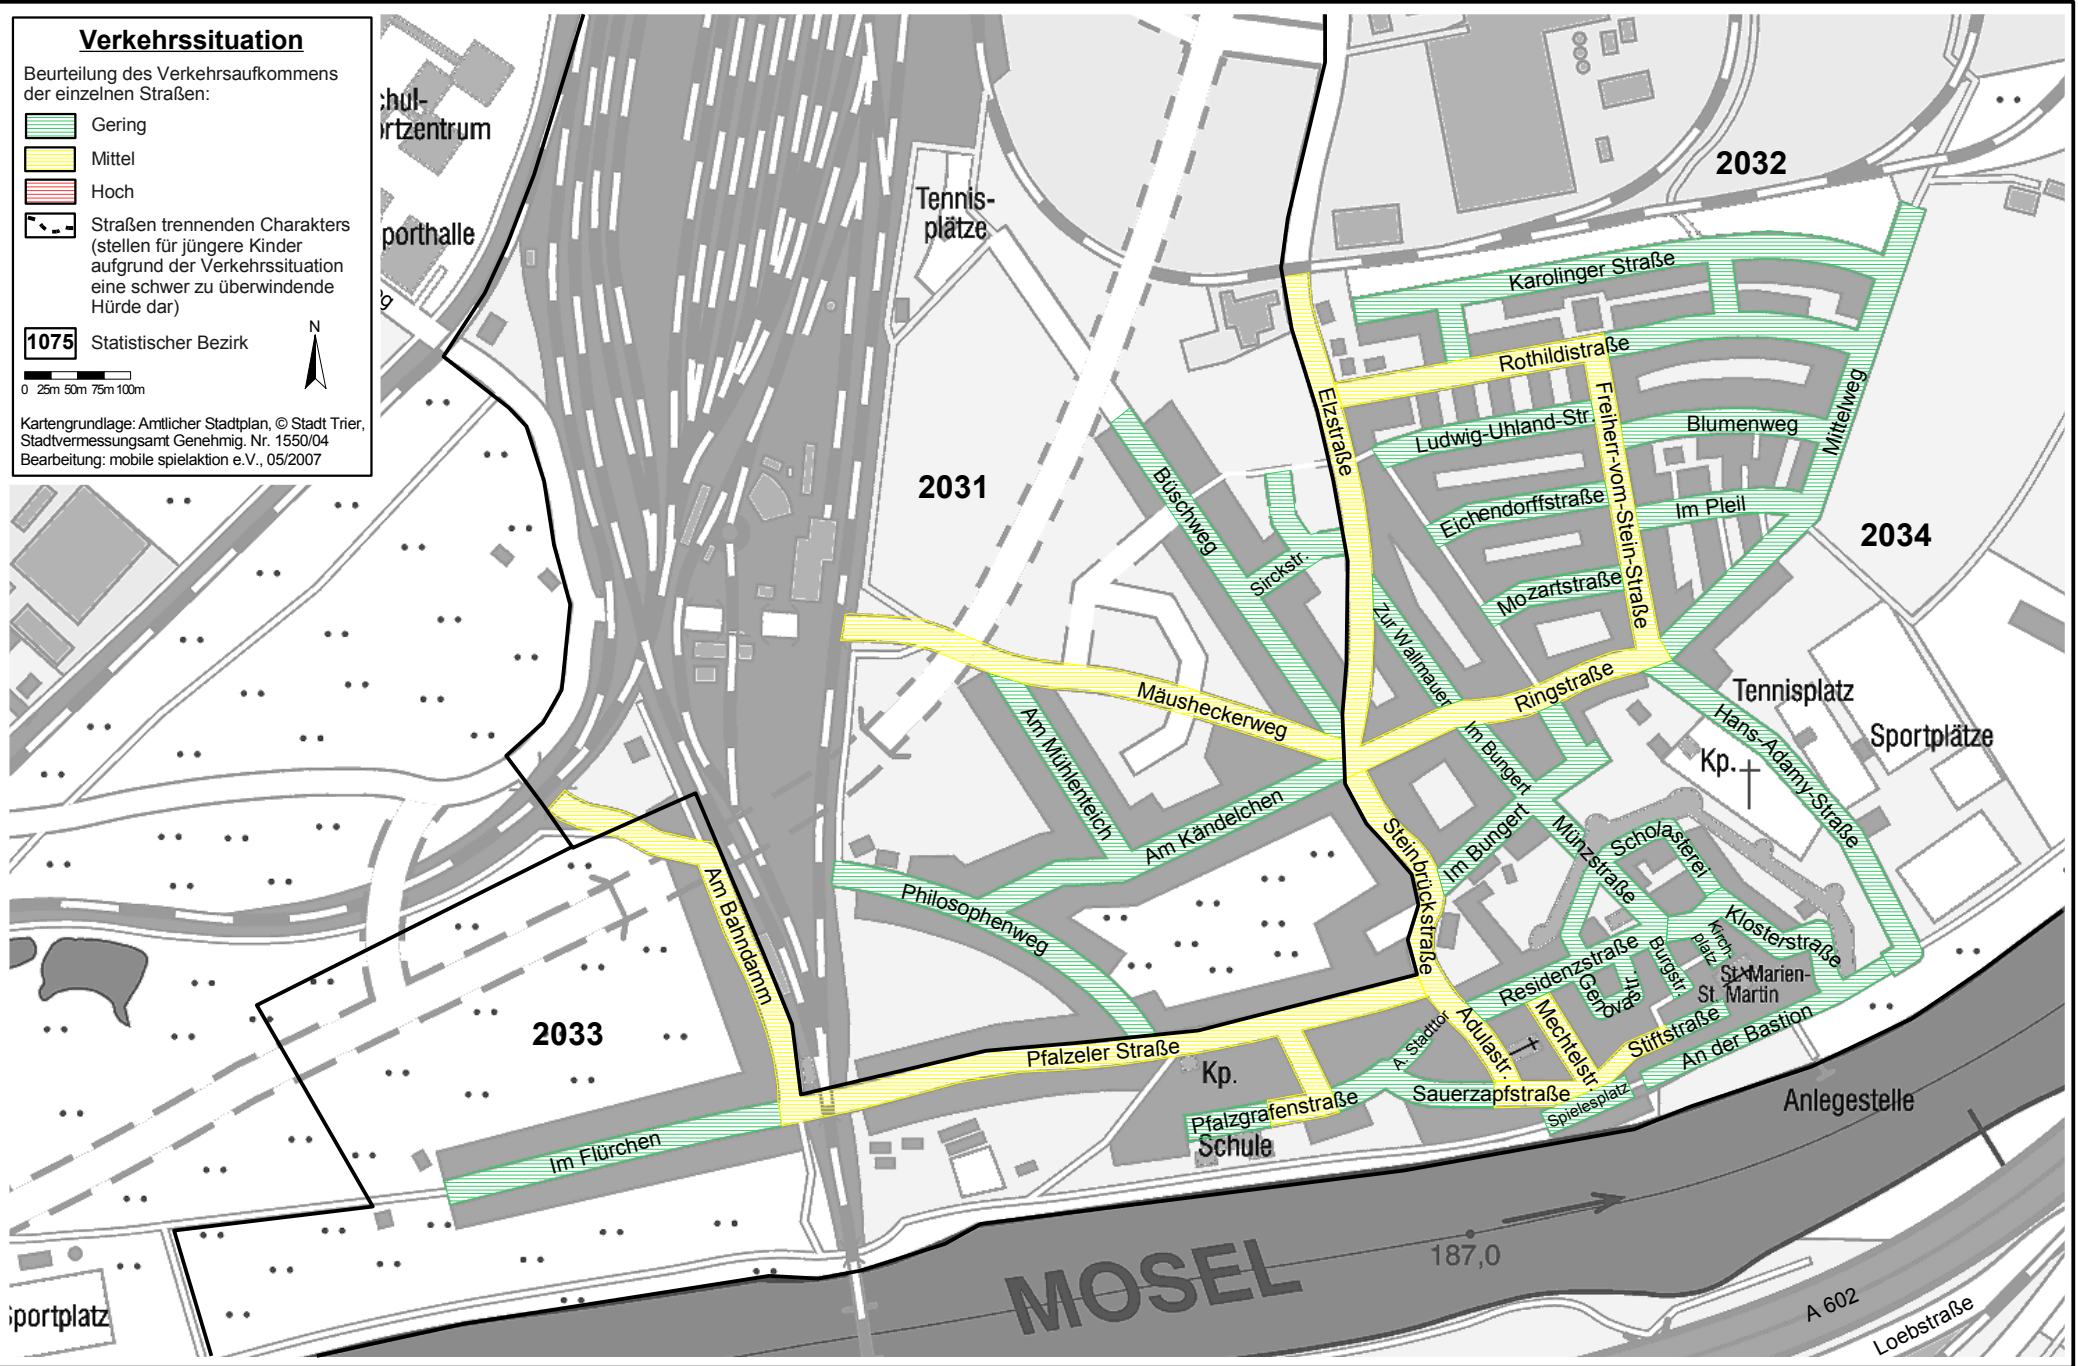 Verkehrssituation
Beurteilung des Verkehrsaufkommens
der einzelnen Straßen:
Gering
Mittel
Hoch
Straßen trennenden Charakters
(stellen für jüngere Kinder
aufgrund der Verkehrssituation
eine schwer zu überwindende
Hürde dar)
N
1075 Statistischer Bezirk
0 25m 50m 75m 100m
Kartengrundlage: Amtlicher Stadtplan, © Stadt Trier,
Stadtvermessungsamt Genehmig. Nr. 1550/04
Bearbeitung: mobile spielaktion e.V., 05/2007
chul-
ortzentrum
porthalle
Tennis-
plätze
2032
Karolinger Straße
Rothildistraße
Elzstraße
Freiherr-vom-Stein-Straße
Mittelweg
Ludwig-Uhland-Str.
Blumenweg
2031
Büschweg
Eichendorffstraße
Im Pleil
2034
Sirckstr.
Mozartstraße
Zur Wallmauer
Mäusheckerweg
Ringstraße
Tennisplatz
Hans-Adamy-Straße
Sportplätze
Kp.
Am Mühlenteich
Im Bungert
Am Kändelchen
Steinbrückstraße
Im Bungert
Münzstraße
Scholasterei
Am Bahndamm
Philosophenweg
Klosterstraße
Kirch-
platz
Residenzstraße
Burgstr.
Genovastr.
St. Marien-
St. Martin
2033
Pfalzeler Straße
A. Stadttor
Adulastr.
Mechtelstr.
Stiftstraße
An der Bastion
Kp.
Sauerzapfstraße
Spielesplatz
Anlegestelle
Pfalzgrafenstraße
Schule
Im Flürchen
MOSEL
187,0
Sportplatz
A 602
Loebstraße